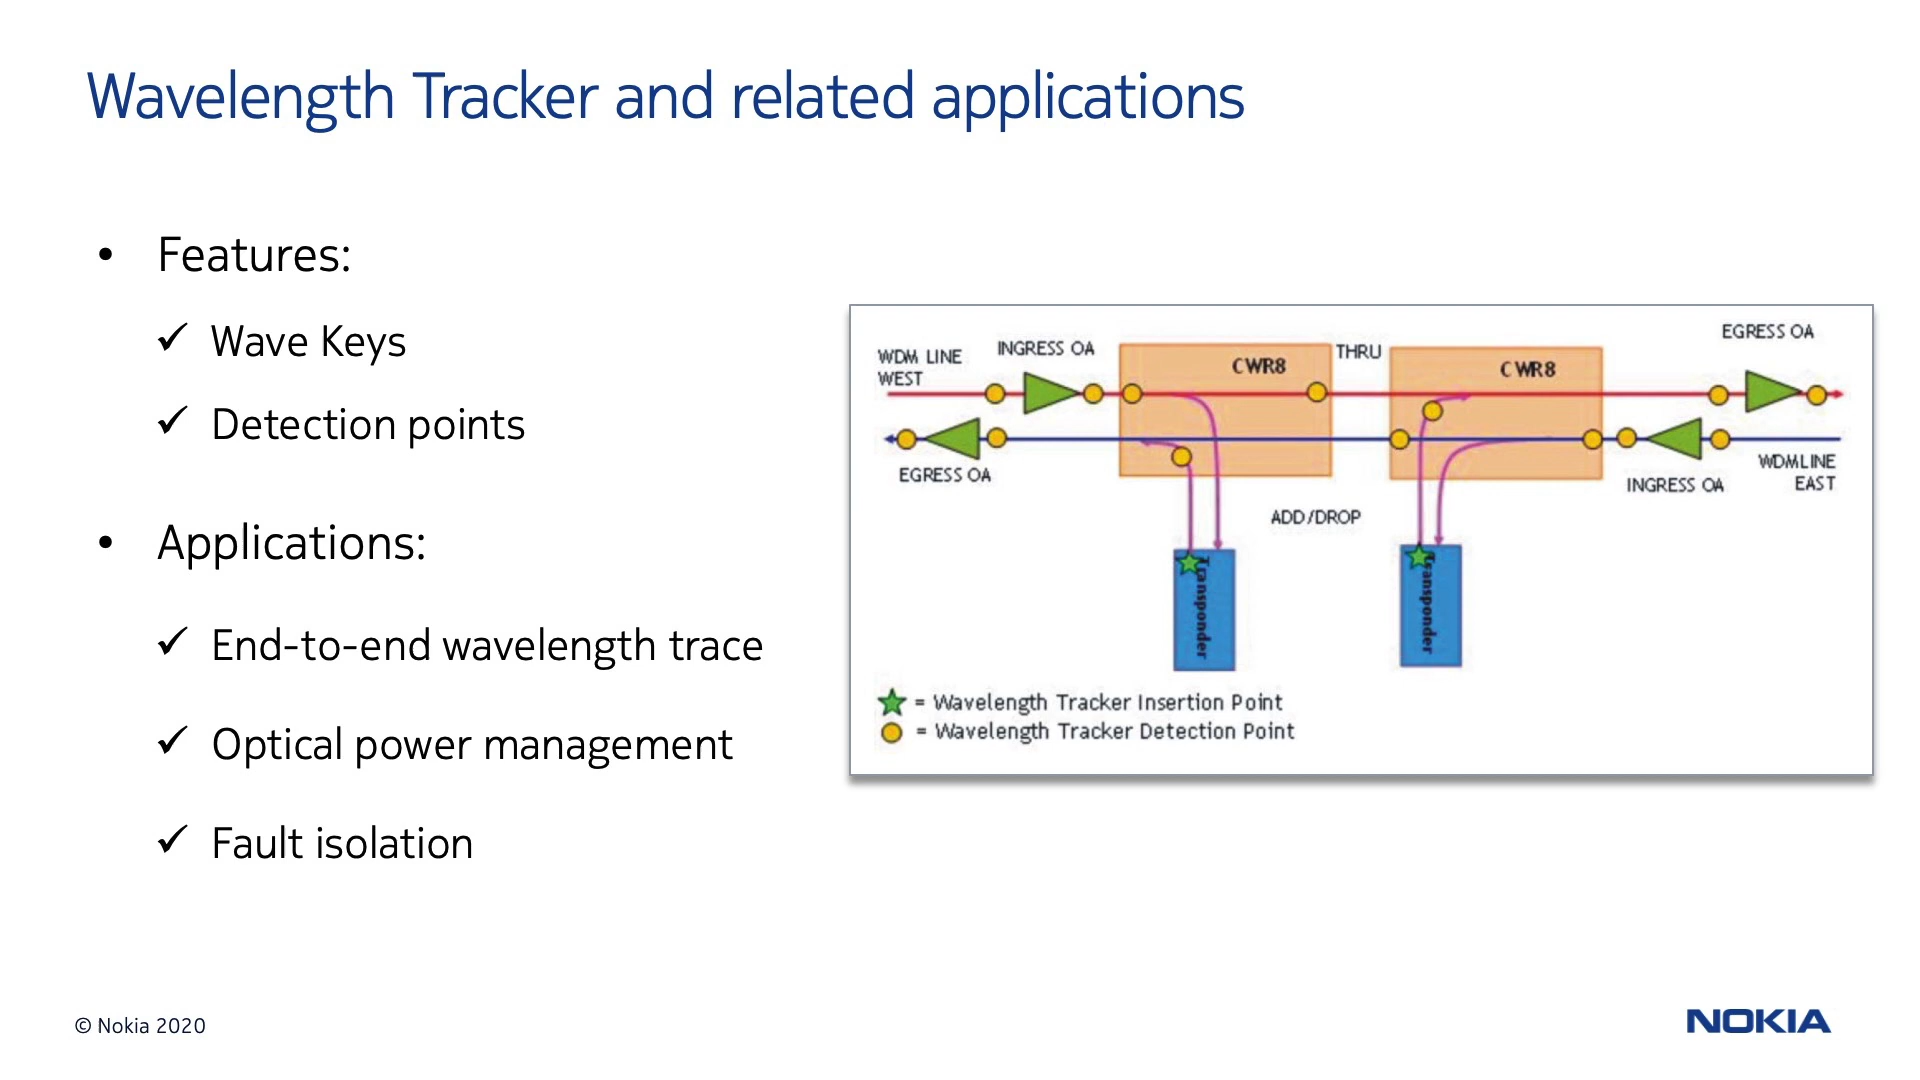 Wavelength Tracker and related applications
• Features:
✓ Wave Keys
✓ Detection points
• Applications:
✓ End-to-end wavelength trace
✓ Optical power management
✓ Fault isolation
WDM LINE
WEST
INGRESS OA
CWR8
THRU
CWR8
EGRESS OA
EGRESS OA
INGRESS OA
WDMLINE
EAST
ADD/DROP
Transponder
Transponder
= Wavelength Tracker Insertion Point
= Wavelength Tracker Detection Point
© Nokia 2020
NOKIA